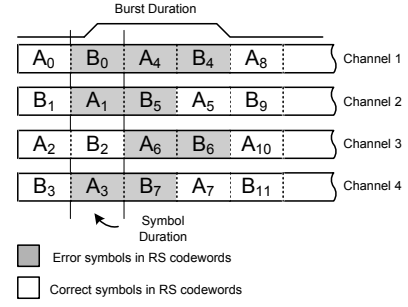 Burst Duration
A0 B0 A4 B4 A8 Channel 1
B1 A1 B5 A5 B9 Channel 2
A2 B2 A6 B6 A10 Channel 3
B3 A3 B7 A7 B11 Channel 4
Symbol
Duration
Error symbols in RS codewords
Correct symbols in RS codewords